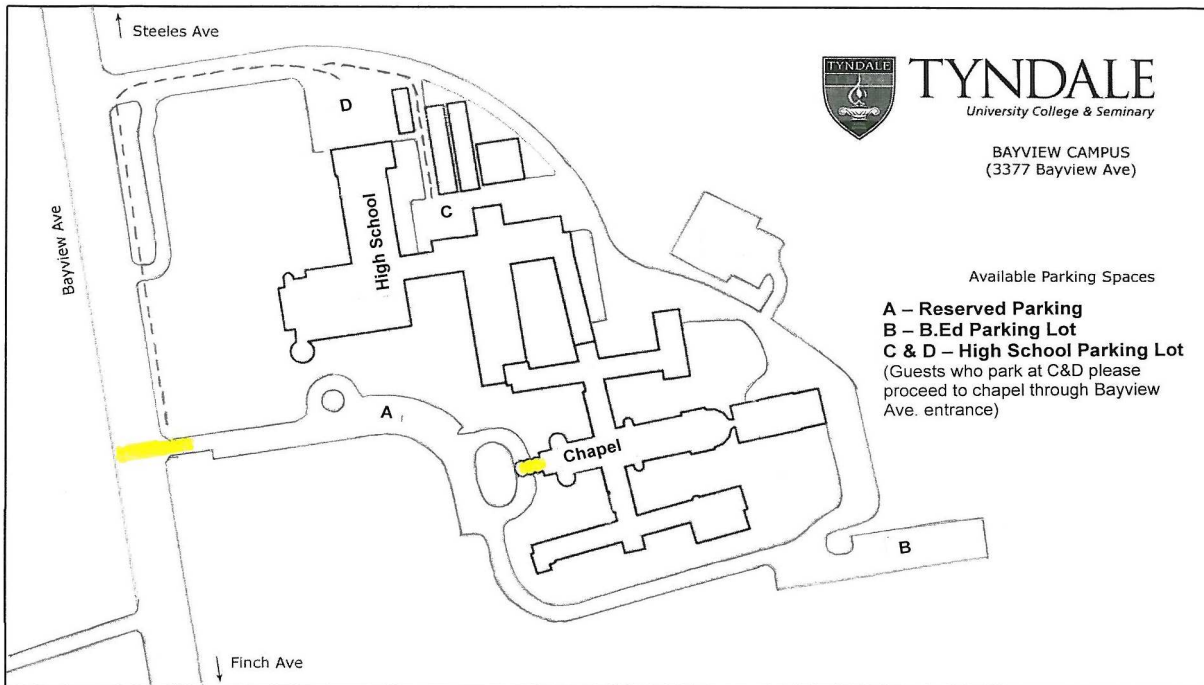 Steeles Ave
TYNDALE
TYNDALE
University College & Seminary
BAYVIEW CAMPUS
(3377 Bayview Ave)
D
C
High School
Bayview Ave
Available Parking Spaces
A – Reserved Parking
B – B.Ed Parking Lot
C & D – High School Parking Lot
(Guests who park at C&D please
proceed to chapel through Bayview
Ave. entrance)
A
Chapel
B
Finch Ave